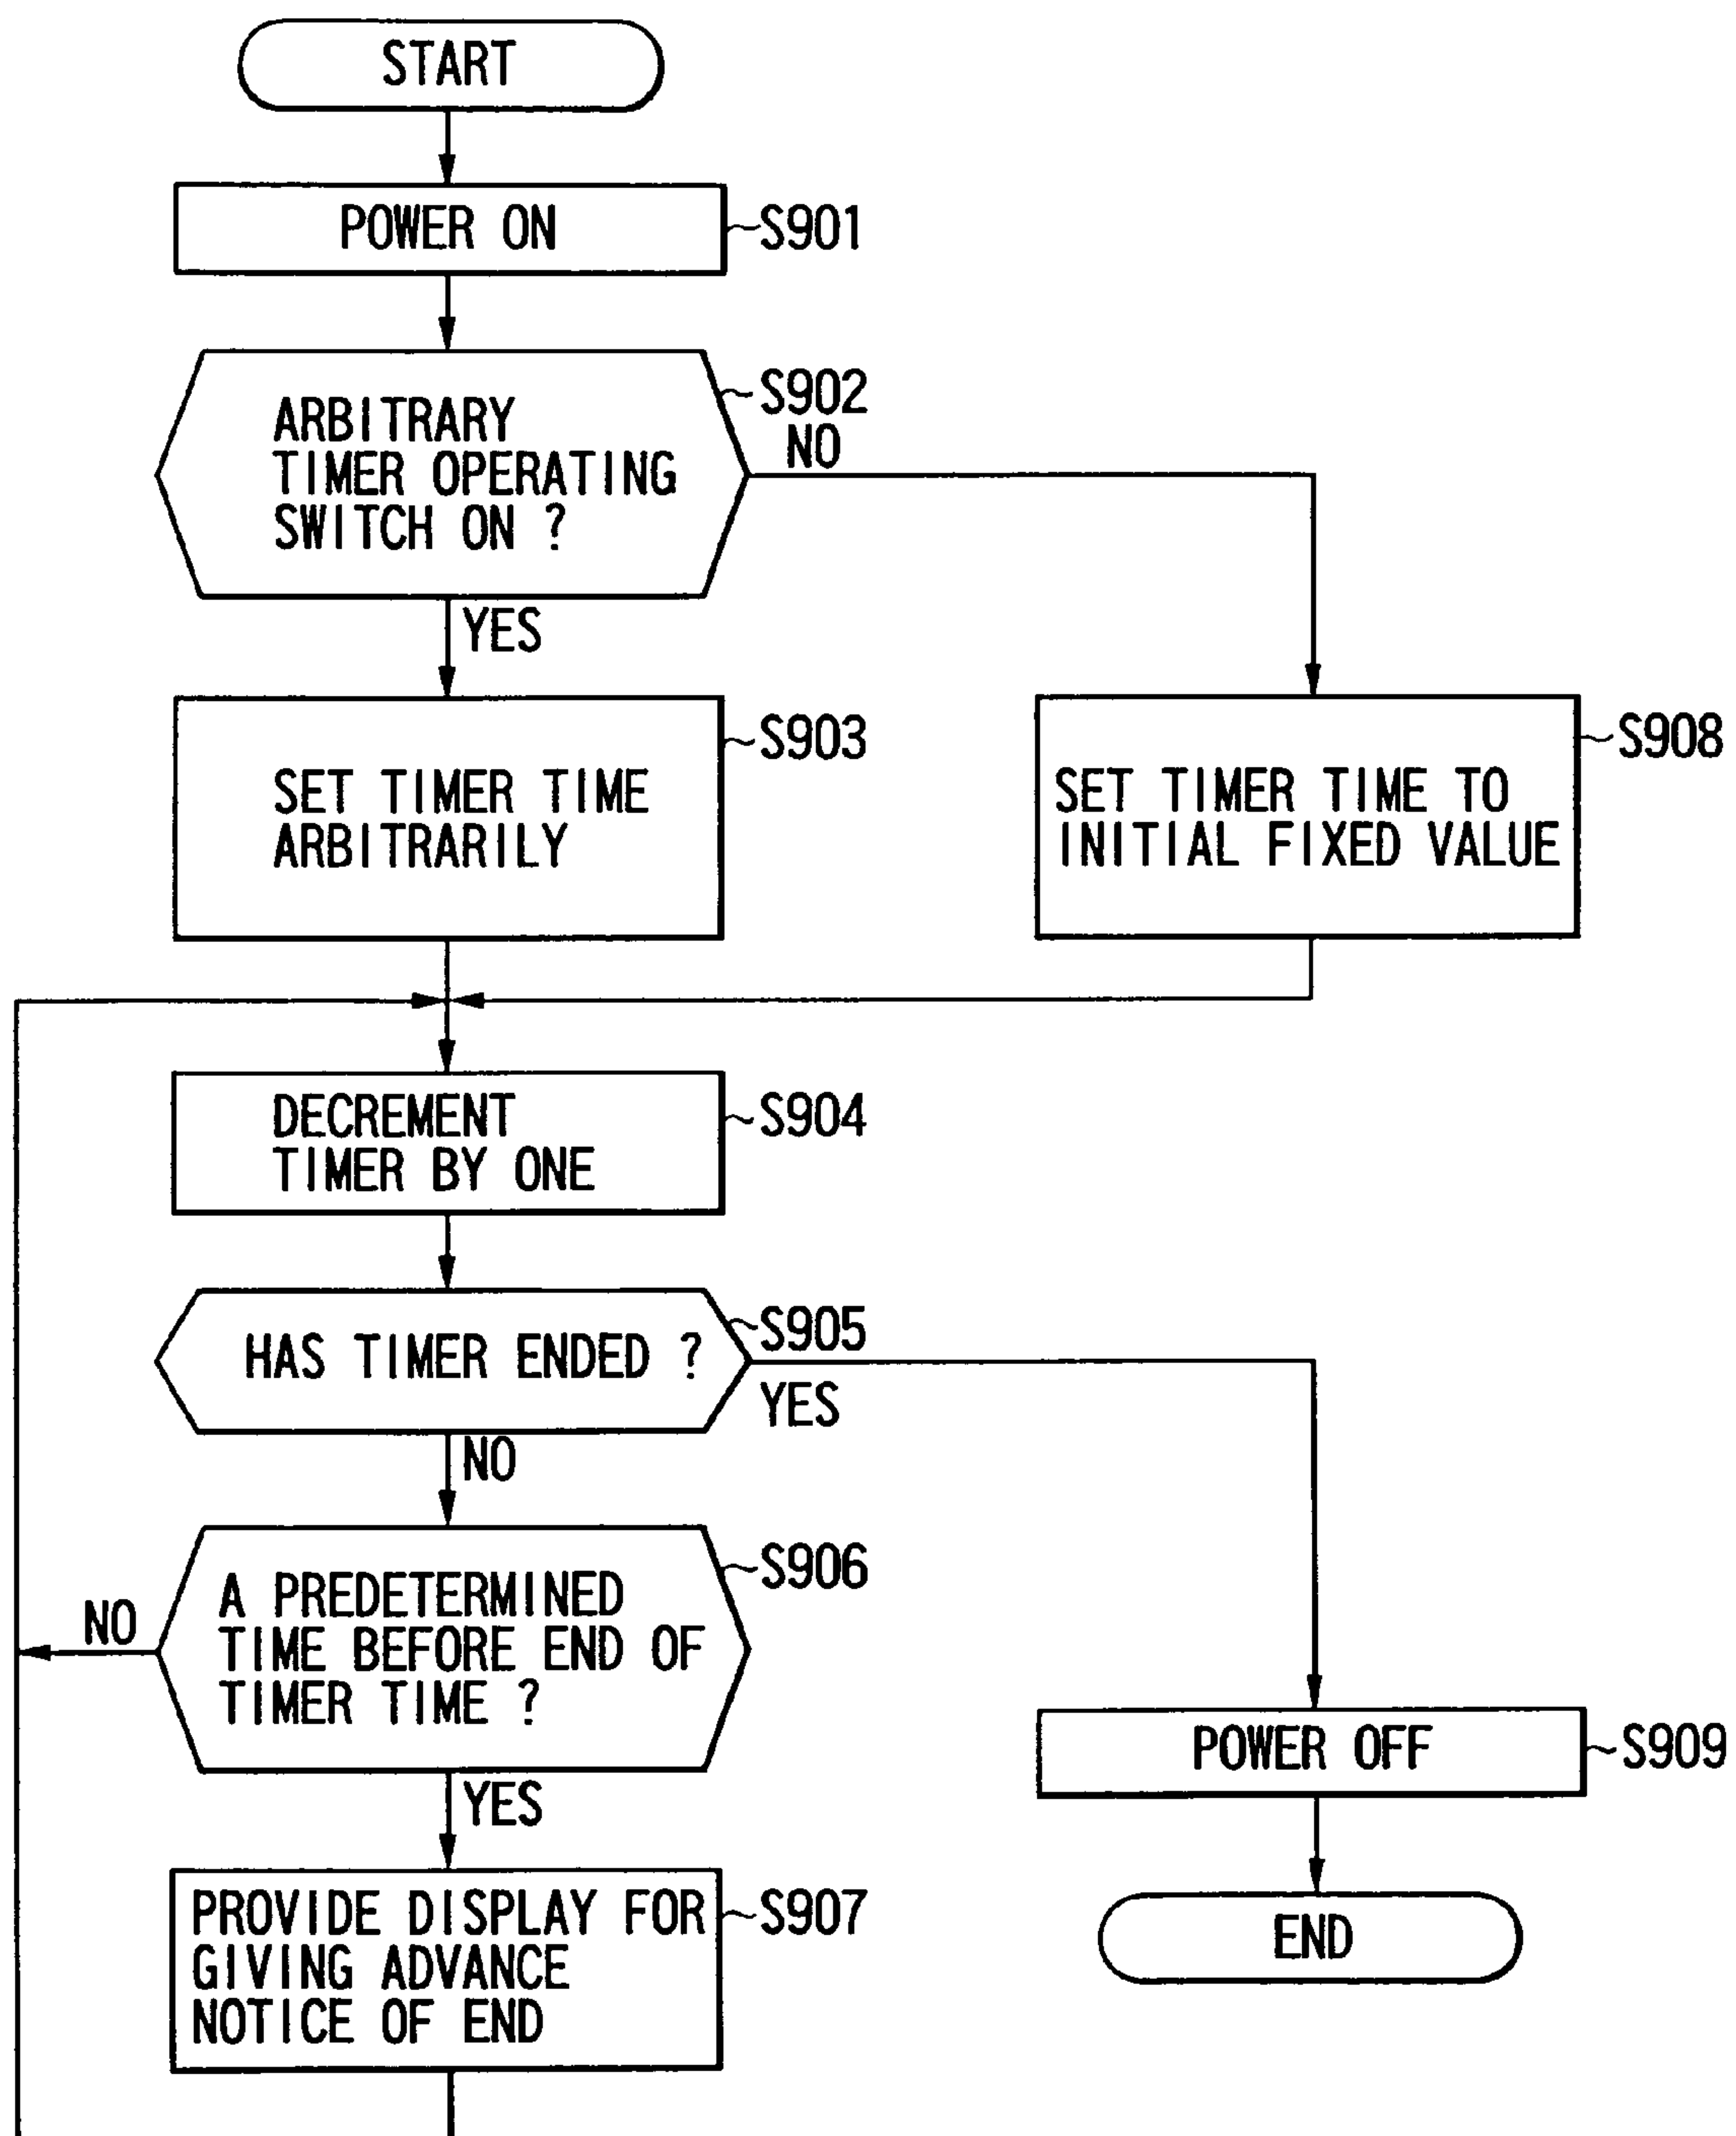 START
POWER ON
S901
ARBITRARY
TIMER OPERATING
SWITCH ON ?
S902
NO
YES
SET TIMER TIME
ARBITRARILY
S903
SET TIMER TIME TO
INITIAL FIXED VALUE
S908
DECREMENT
TIMER BY ONE
S904
HAS TIMER ENDED ?
S905
YES
NO
A PREDETERMINED
TIME BEFORE END OF
TIMER TIME ?
S906
NO
YES
POWER OFF
S909
PROVIDE DISPLAY FOR
GIVING ADVANCE
NOTICE OF END
S907
END